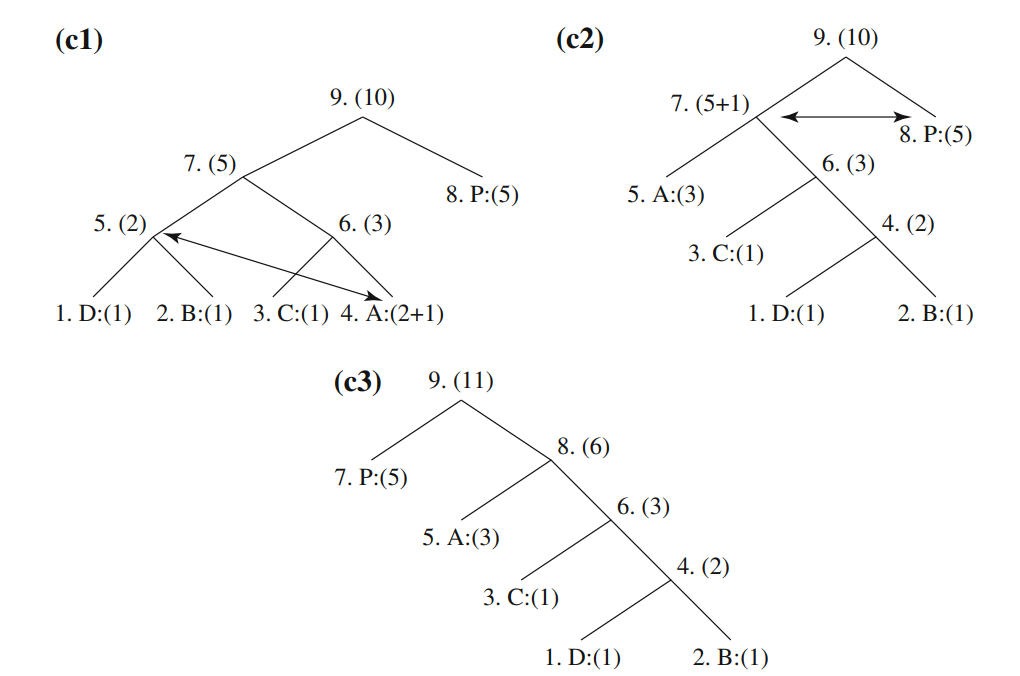 (c1)
9. (10)
7. (5)
8. P:(5)
5. (2)
6. (3)
1. D:(1) 2. B:(1) 3. C:(1) 4. A:(2+1)
(c2)
9. (10)
7. (5+1)
8. P:(5)
6. (3)
5. A:(3)
4. (2)
3. C:(1)
1. D:(1) 2. B:(1)
(c3)
9. (11)
8. (6)
7. P:(5)
6. (3)
5. A:(3)
4. (2)
3. C:(1)
1. D:(1) 2. B:(1)